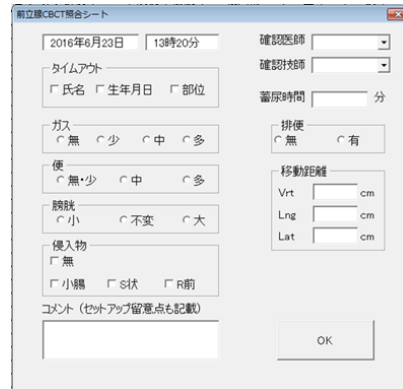 前立腺CBCT照合シート
2016年6月23日 13時20分 確認医師
タイムアウト 確認技師
氏名 生年月日 部位
蓄尿時間 分
ガス 排便
無 少 中 多 無 有
便 移動距離
無・少 中 多 Vrt cm
膀胱 Lng cm
小 不変 大 Lat cm
侵入物
無
小腸 S状 R前
コメント（セットアップ留意点も記載）
OK